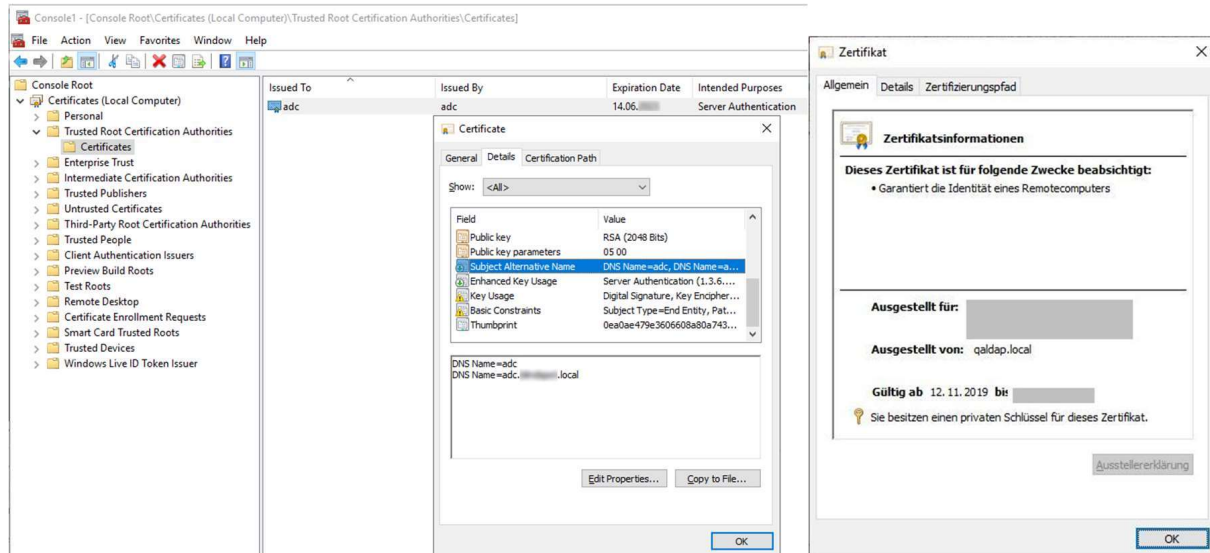 Console1 - [Console Root\Certificates (Local Computer)\Trusted Root Certification Authorities\Certificates]
File Action View Favorites Window Help
Console Root
Certificates (Local Computer)
Personal
Trusted Root Certification Authorities
Certificates
Enterprise Trust
Intermediate Certification Authorities
Trusted Publishers
Untrusted Certificates
Third-Party Root Certification Authorities
Trusted People
Client Authentication Issuers
Preview Build Roots
Test Roots
Remote Desktop
Certificate Enrollment Requests
Smart Card Trusted Roots
Trusted Devices
Windows Live ID Token Issuer
Issued To Issued By Expiration Date Intended Purposes
adc adc 14.06. Server Authentication
Certificate
General Details Certification Path
Show: <All>
Field Value
Public key RSA (2048 Bits)
Public key parameters 05 00
Subject Alternative Name DNS Name=adc, DNS Name=a...
Enhanced Key Usage Server Authentication (1.3.6....
Key Usage Digital Signature, Key Encipher...
Basic Constraints Subject Type=End Entity, Pat...
Thumbprint 0ea0ae479e3606608a80a743...
DNS Name=adc
DNS Name=adc. .local
Edit Properties... Copy to File...
OK
Zertifikat
Allgemein Details Zertifizierungspfad
Zertifikatsinformationen
Dieses Zertifikat ist für folgende Zwecke beabsichtigt:
• Garantiert die Identität eines Remotecomputers
Ausgestellt für:
Ausgestellt von: qaldap.local
Gültig ab 12.11.2019 bis
Sie besitzen einen privaten Schlüssel für dieses Zertifikat.
Ausstellererklärung
OK